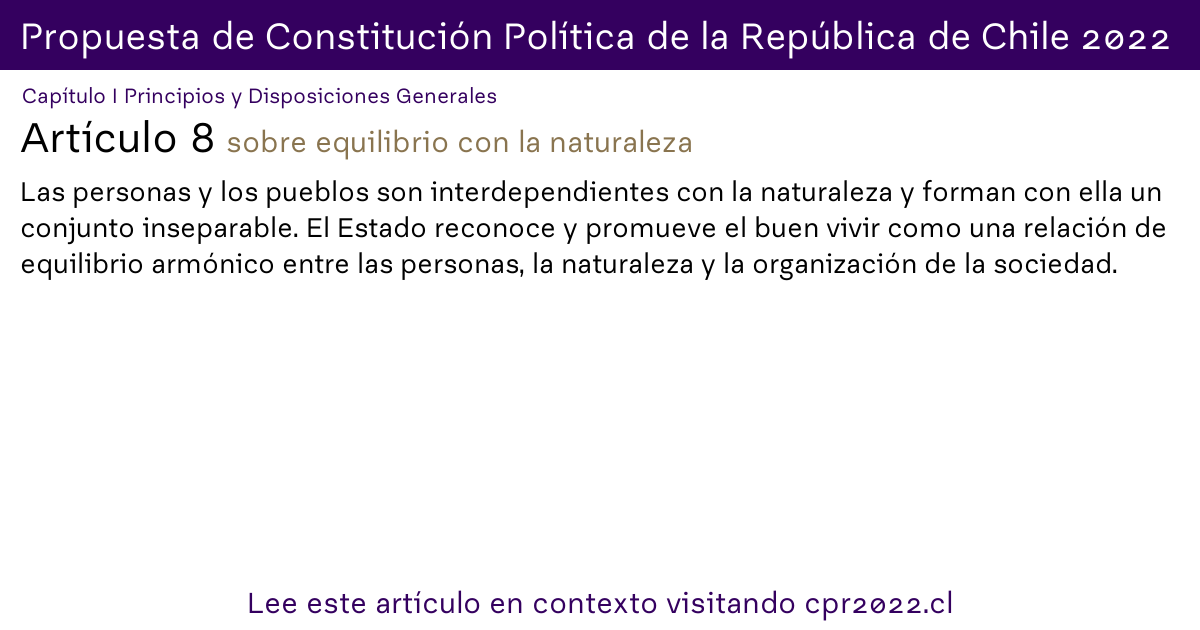 Propuesta de Constitución Política de la República de Chile 2022
Capítulo I Principios y Disposiciones Generales
Artículo 8 sobre equilibrio con la naturaleza
Las personas y los pueblos son interdependientes con la naturaleza y forman con ella un
conjunto inseparable. El Estado reconoce y promueve el buen vivir como una relación de
equilibrio armónico entre las personas, la naturaleza y la organización de la sociedad.
Lee este artículo en contexto visitando cpr2022.cl